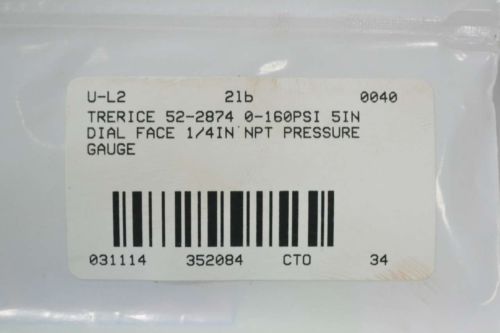 U-L2 2lb 0040
TRERICE 52-2874 0-160PSI 5IN
DIAL FACE 1/4IN NPT PRESSURE
GAUGE
031114 352084 CTO 34